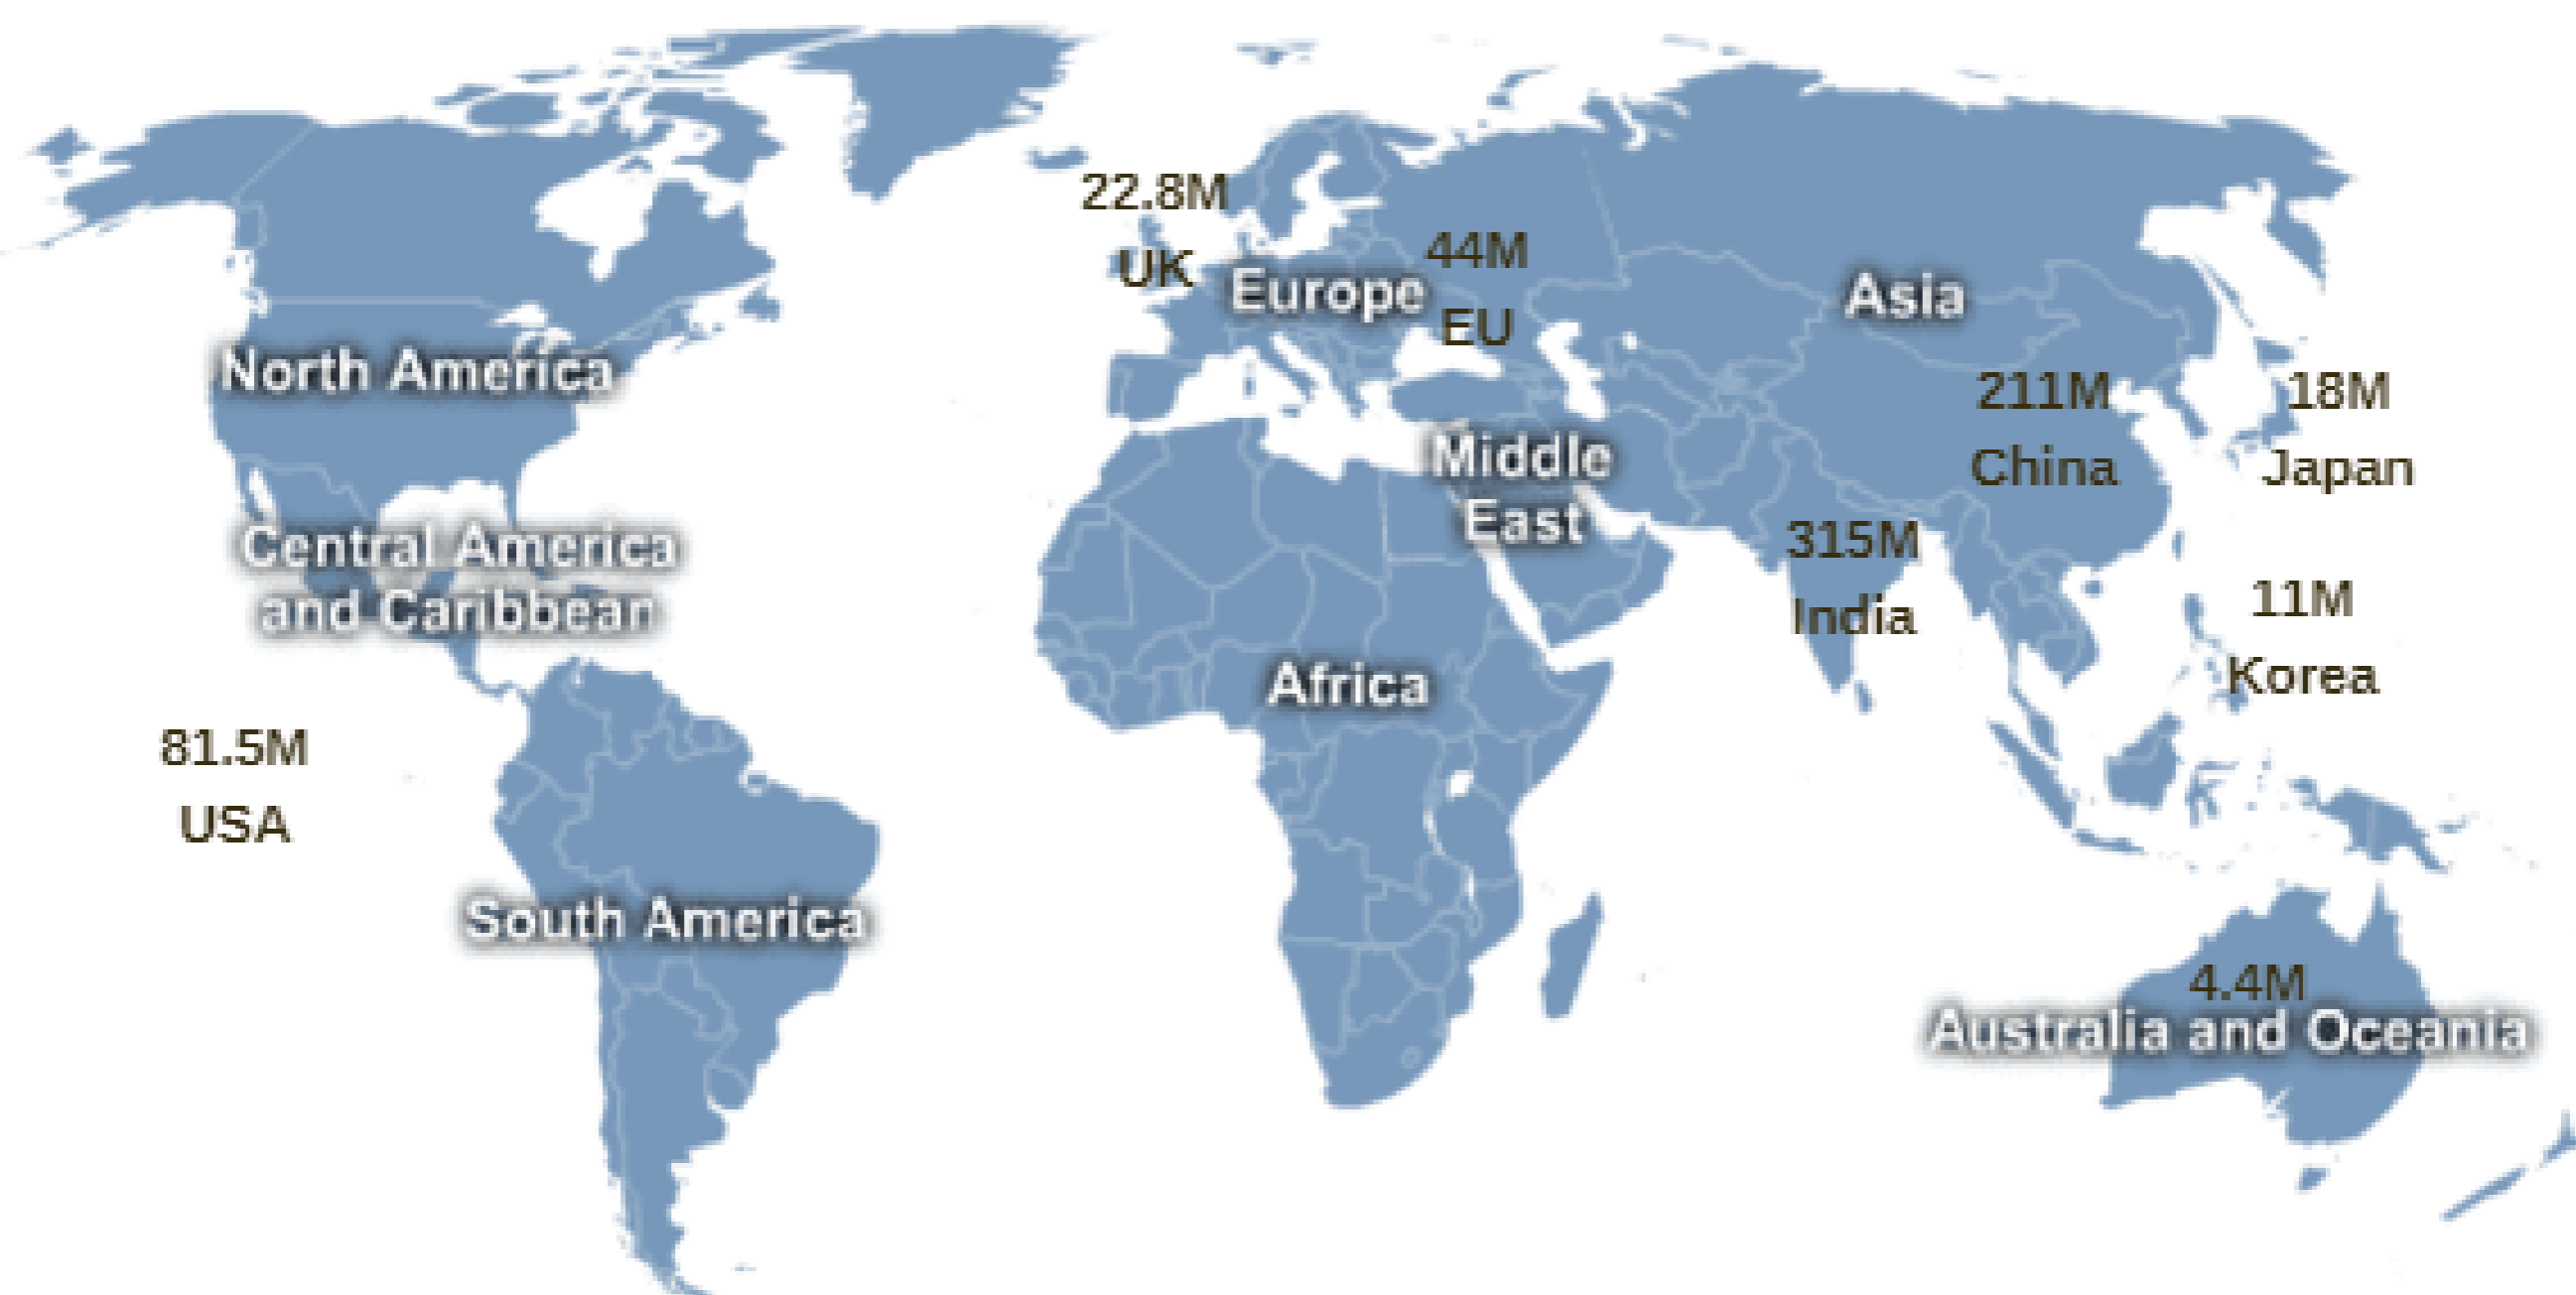 22.8M
UK
44M
EU
Europe
Asia
North America
211M
China
18M
Japan
Middle
East
Central America
and Caribbean
315M
India
11M
Korea
Africa
81.5M
USA
South America
4.4M
Australia and Oceania